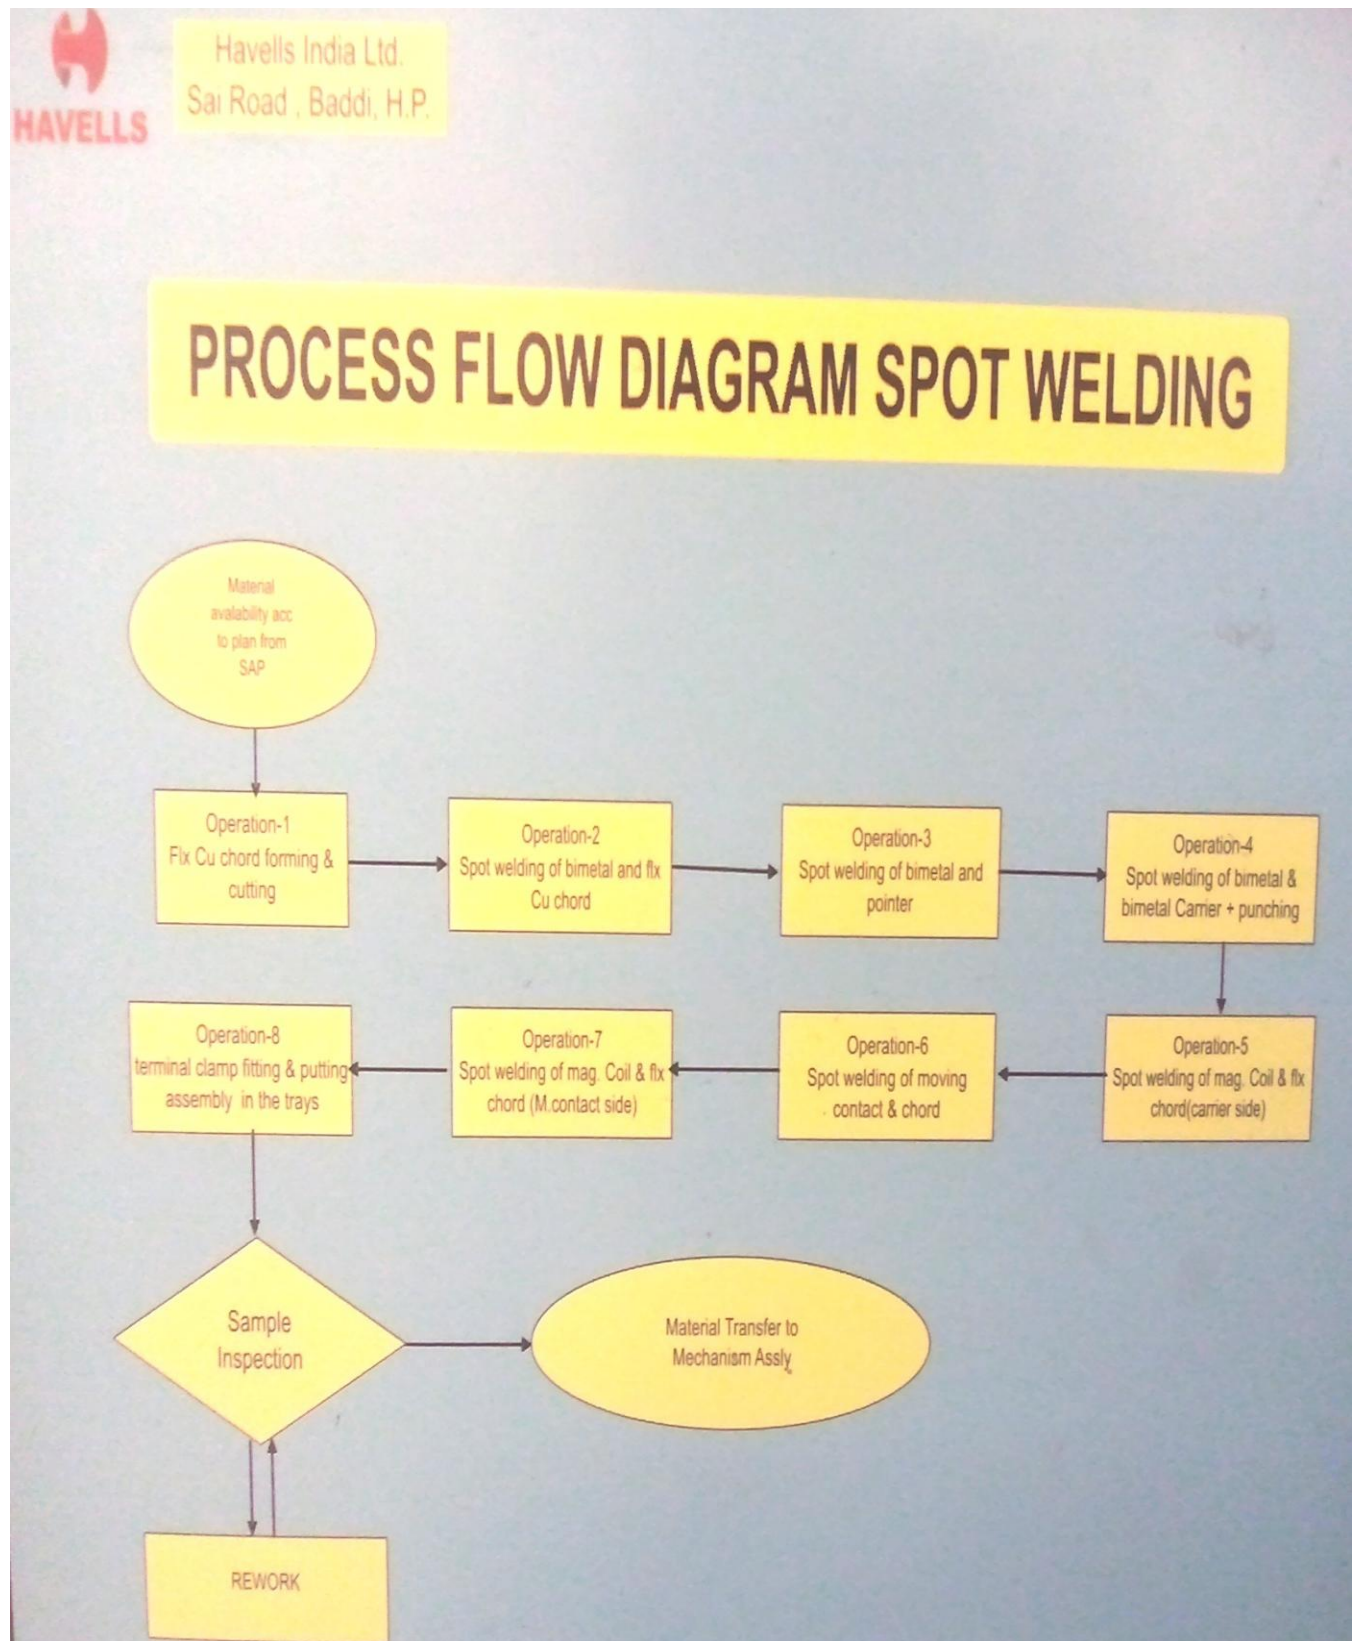 HAVELLS
Havells India Ltd.
Sai Road , Baddi, H.P.
PROCESS FLOW DIAGRAM SPOT WELDING
Material
avalability acc
to plan from
SAP
Operation-1
Flx Cu chord forming &
cutting
Operation-2
Spot welding of bimetal and flx
Cu chord
Operation-3
Spot welding of bimetal and
pointer
Operation-4
Spot welding of bimetal &
bimetal Carrier + punching
Operation-8
terminal clamp fitting & putting
assembly in the trays
Operation-7
Spot welding of mag. Coil & flx
chord (M.contact side)
Operation-6
Spot welding of moving
contact & chord
Operation-5
Spot welding of mag. Coil & flx
chord(carrier side)
Sample
Inspection
Material Transfer to
Mechanism Assly.
REWORK